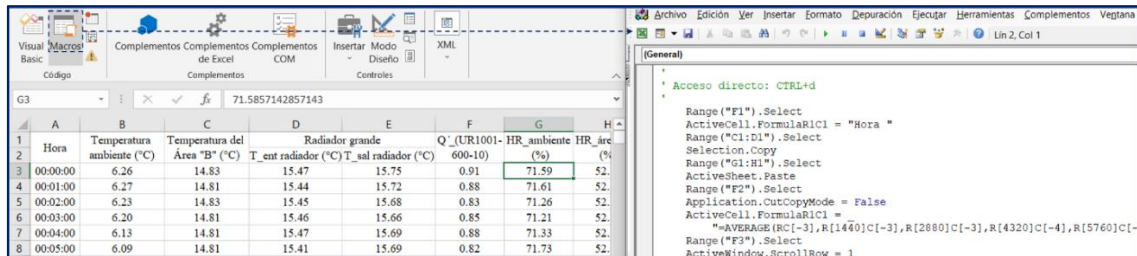 Visual Basic
Macros
Complementos
Complementos de Excel
Complementos COM
Insertar
Modo Diseño
XML
Código
Complementos
Controles
G3
fx
71.5857142857143
A B C D E F G H
1 Hora Temperatura Temperatura del Radiador grande Q´_(UR1001- HR_ambiente HR_áre
2 ambiente (°C) Área "B" (°C) T_ent radiador (°C) T_sal radiador (°C) 600-10) (%) (%
3 00:00:00 6.26 14.83 15.47 15.75 0.91 71.59 52.
4 00:01:00 6.27 14.81 15.44 15.72 0.88 71.61 52.
5 00:02:00 6.23 14.83 15.45 15.68 0.83 71.26 52.
6 00:03:00 6.20 14.81 15.46 15.66 0.85 71.21 52.
7 00:04:00 6.13 14.81 15.47 15.69 0.88 71.33 52.
8 00:05:00 6.09 14.81 15.41 15.69 0.82 71.73 52.
Archivo Edición Ver Insertar Formato Depuración Ejecutar Herramientas Complementos Ventana
Lín 2, Col 1
(General)
'
' Acceso directo: CTRL+d
'
Range("F1").Select
ActiveCell.FormulaR1C1 = "Hora "
Range("C1:D1").Select
Selection.Copy
Range("G1:H1").Select
ActiveSheet.Paste
Range("F2").Select
Application.CutCopyMode = False
ActiveCell.FormulaR1C1 = _
"=AVERAGE(RC[-3],R[1440]C[-3],R[2880]C[-3],R[4320]C[-4],R[5760]C[-
Range("F3").Select
ActiveWindow.ScrollRow = 1